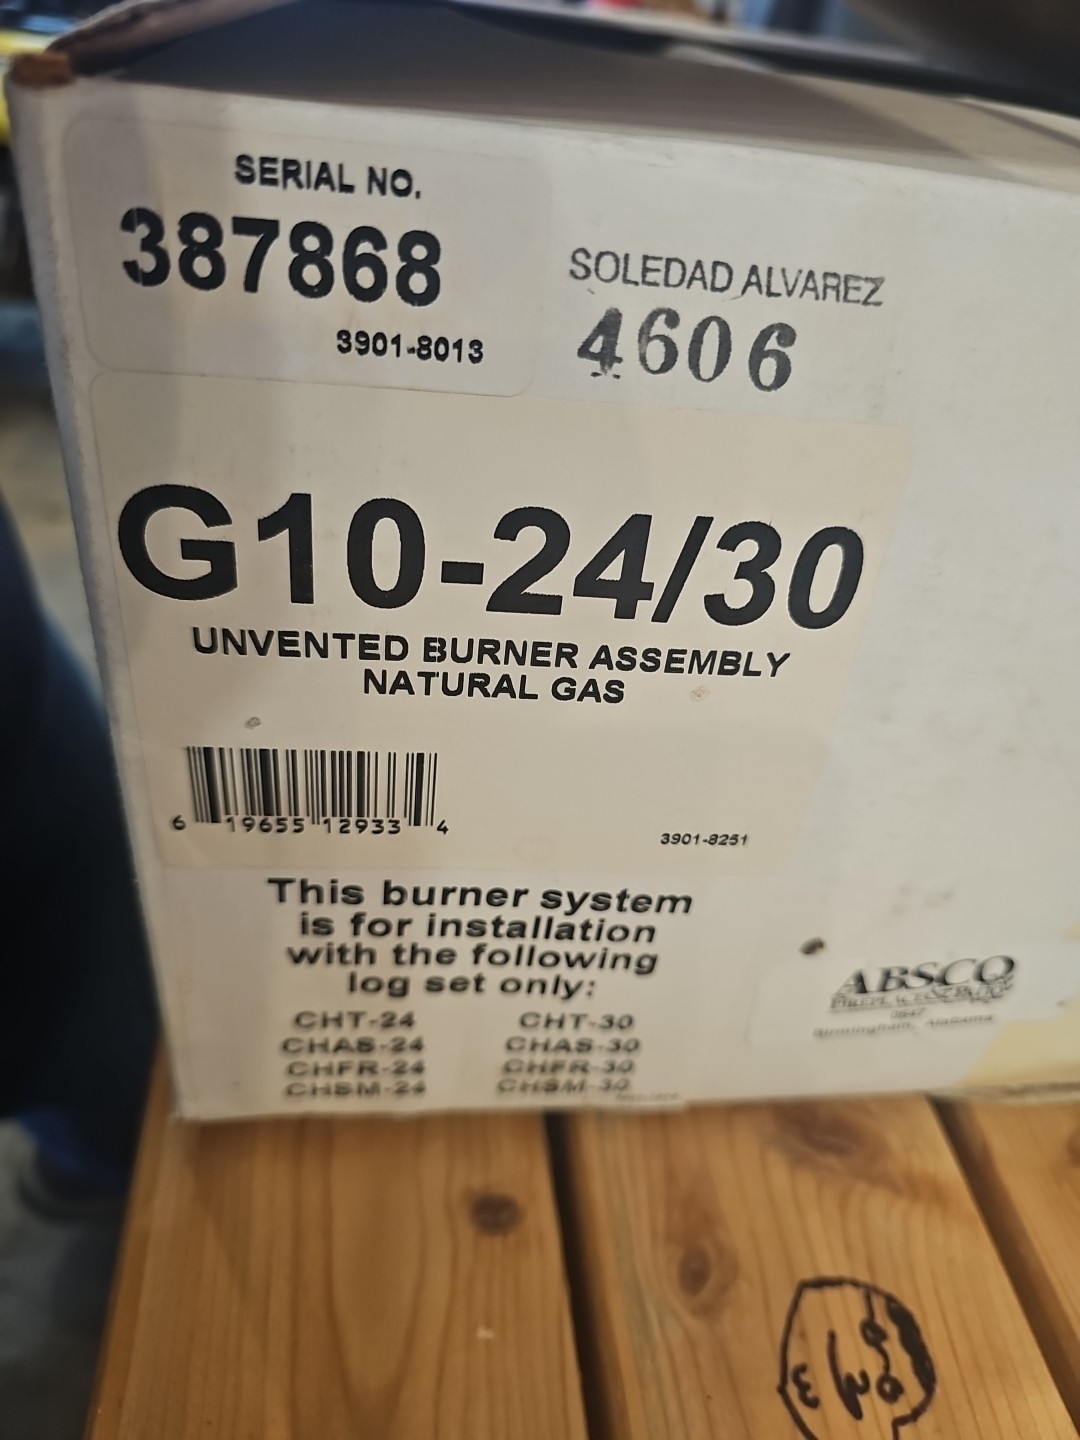 SERIAL NO.
387868
3901-8013
SOLEDAD ALVAREZ
4606
G10-24/30
UNVENTED BURNER ASSEMBLY
NATURAL GAS
6 19655 12933 4
3901-8251
This burner system
is for installation
with the following
log set only:
CHT-24 CHT-30
CHAS-24 CHAS-30
CHFR-24 CHFR-30
CHSM-24 CHSM-30
ABSCO
Birmingham, Alabama